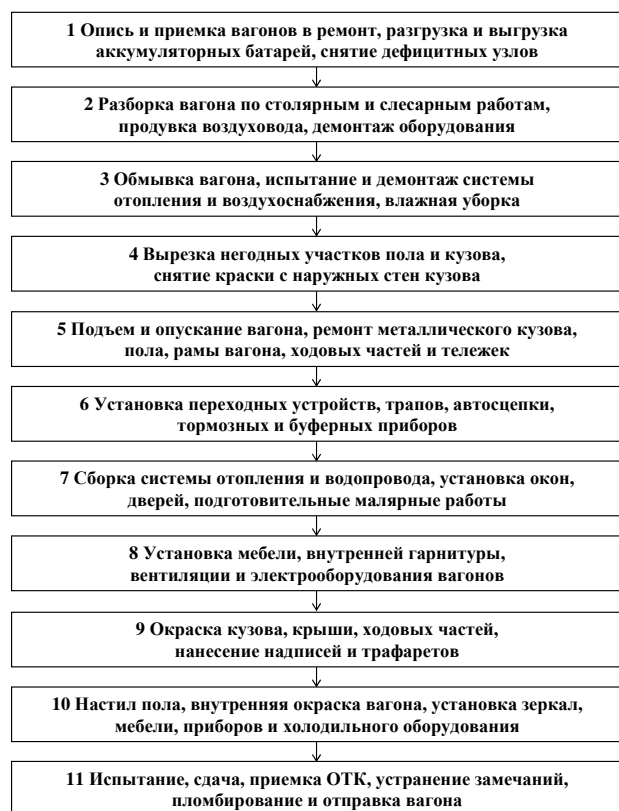 1 Опись и приемка вагонов в ремонт, разгрузка и выгрузка
аккумуляторных батарей, снятие дефицитных узлов
2 Разборка вагона по столярным и слесарным работам,
продувка воздуховода, демонтаж оборудования
3 Обмывка вагона, испытание и демонтаж системы
отопления и воздухоснабжения, влажная уборка
4 Вырезка негодных участков пола и кузова,
снятие краски с наружных стен кузова
5 Подъем и опускание вагона, ремонт металлического кузова,
пола, рамы вагона, ходовых частей и тележек
6 Установка переходных устройств, трапов, автосцепки,
тормозных и буферных приборов
7 Сборка системы отопления и водопровода, установка окон,
дверей, подготовительные малярные работы
8 Установка мебели, внутренней гарнитуры,
вентиляции и электрооборудования вагонов
9 Окраска кузова, крыши, ходовых частей,
нанесение надписей и трафаретов
10 Настил пола, внутренняя окраска вагона, установка зеркал,
мебели, приборов и холодильного оборудования
11 Испытание, сдача, приемка ОТК, устранение замечаний,
пломбирование и отправка вагона